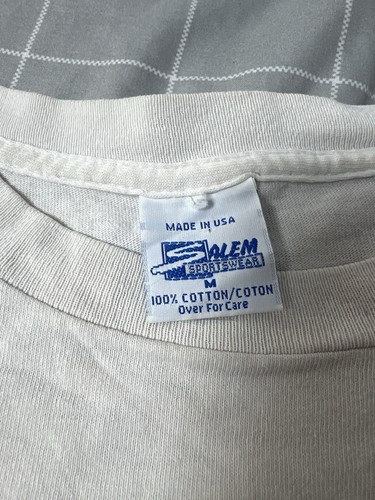 MADE IN USA
SALEM
SPORTSWEAR
M
100% COTTON/COTON
Over For Care